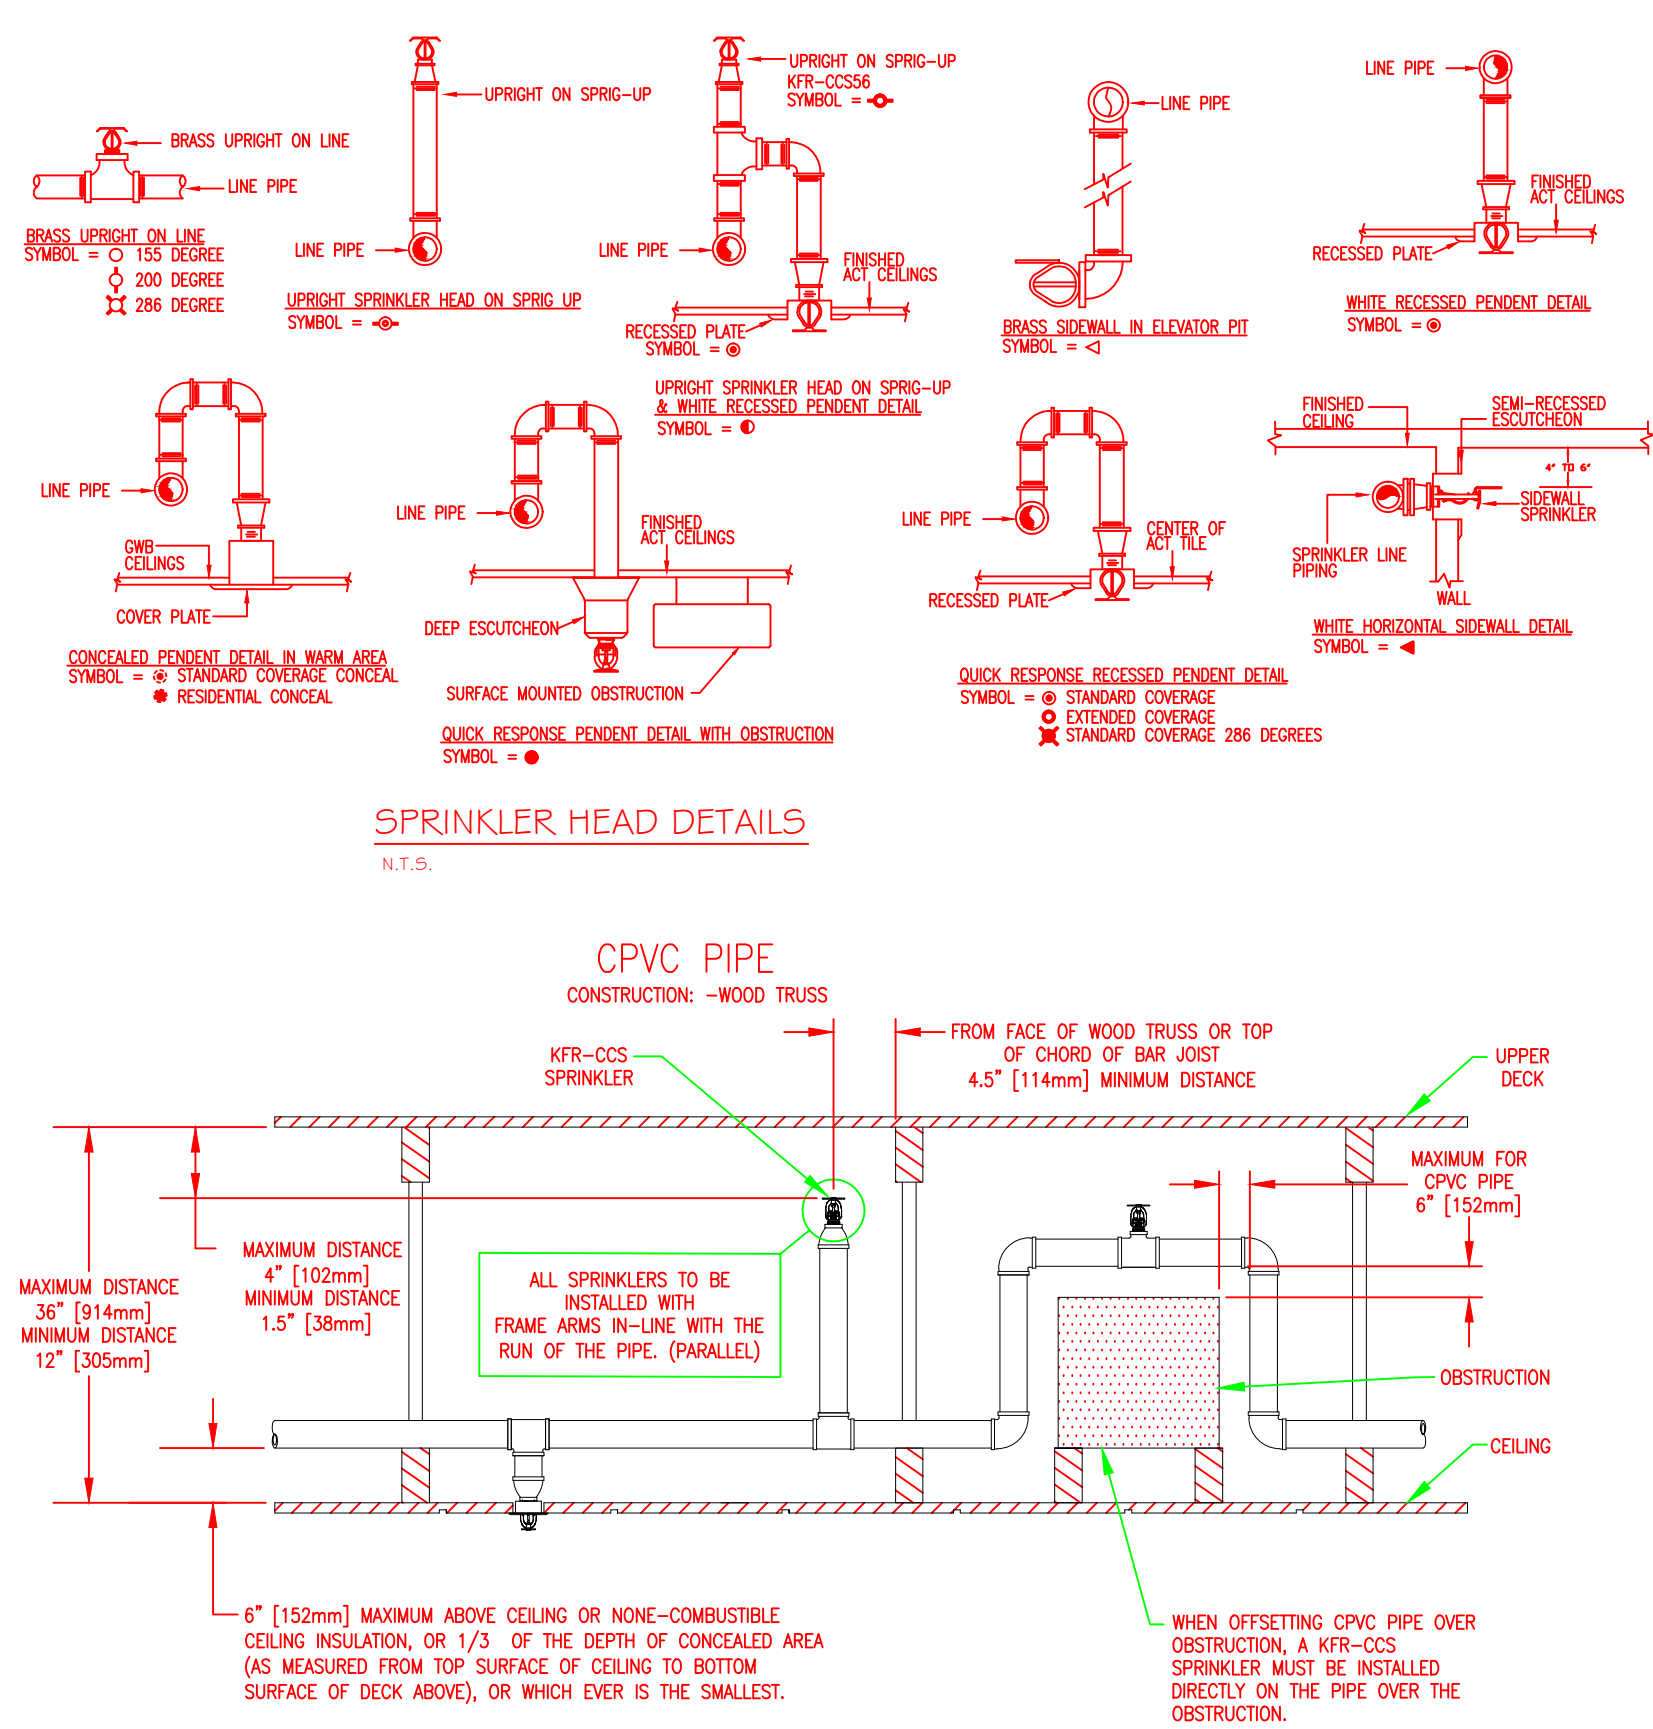 BRASS UPRIGHT ON LINE
LINE PIPE
BRASS UPRIGHT ON LINE
SYMBOL = 155 DEGREE
200 DEGREE
286 DEGREE
UPRIGHT ON SPRIG-UP
LINE PIPE
UPRIGHT SPRINKLER HEAD ON SPRIG UP
SYMBOL =
UPRIGHT ON SPRIG-UP
KFR-CCS56
SYMBOL =
LINE PIPE
FINISHED
ACT CEILINGS
RECESSED PLATE
SYMBOL =
UPRIGHT SPRINKLER HEAD ON SPRIG-UP
& WHITE RECESSED PENDENT DETAIL
SYMBOL =
LINE PIPE
BRASS SIDEWALL IN ELEVATOR PIT
SYMBOL =
LINE PIPE
FINISHED
ACT CEILINGS
RECESSED PLATE
WHITE RECESSED PENDENT DETAIL
SYMBOL =
LINE PIPE
GWB
CEILINGS
COVER PLATE
CONCEALED PENDENT DETAIL IN WARM AREA
SYMBOL = STANDARD COVERAGE CONCEAL
RESIDENTIAL CONCEAL
LINE PIPE
FINISHED
ACT CEILINGS
DEEP ESCUTCHEON
SURFACE MOUNTED OBSTRUCTION
QUICK RESPONSE PENDENT DETAIL WITH OBSTRUCTION
SYMBOL =
LINE PIPE
CENTER OF
ACT TILE
RECESSED PLATE
QUICK RESPONSE RECESSED PENDENT DETAIL
SYMBOL = STANDARD COVERAGE
EXTENDED COVERAGE
STANDARD COVERAGE 286 DEGREES
FINISHED
CEILING
SEMI-RECESSED
ESCUTCHEON
4" TO 6"
SIDEWALL
SPRINKLER
SPRINKLER LINE
PIPING
WALL
WHITE HORIZONTAL SIDEWALL DETAIL
SYMBOL =
SPRINKLER HEAD DETAILS
N.T.S.
CPVC PIPE
CONSTRUCTION: -WOOD TRUSS
KFR-CCS
SPRINKLER
FROM FACE OF WOOD TRUSS OR TOP
OF CHORD OF BAR JOIST
4.5" [114mm] MINIMUM DISTANCE
UPPER
DECK
MAXIMUM FOR
CPVC PIPE
6" [152mm]
MAXIMUM DISTANCE
4" [102mm]
MINIMUM DISTANCE
1.5" [38mm]
MAXIMUM DISTANCE
36" [914mm]
MINIMUM DISTANCE
12" [305mm]
ALL SPRINKLERS TO BE
INSTALLED WITH
FRAME ARMS IN-LINE WITH THE
RUN OF THE PIPE. (PARALLEL)
OBSTRUCTION
CEILING
6" [152mm] MAXIMUM ABOVE CEILING OR NONE-COMBUSTIBLE
CEILING INSULATION, OR 1/3 OF THE DEPTH OF CONCEALED AREA
(AS MEASURED FROM TOP SURFACE OF CEILING TO BOTTOM
SURFACE OF DECK ABOVE), OR WHICH EVER IS THE SMALLEST.
WHEN OFFSETTING CPVC PIPE OVER
OBSTRUCTION, A KFR-CCS
SPRINKLER MUST BE INSTALLED
DIRECTLY ON THE PIPE OVER THE
OBSTRUCTION.